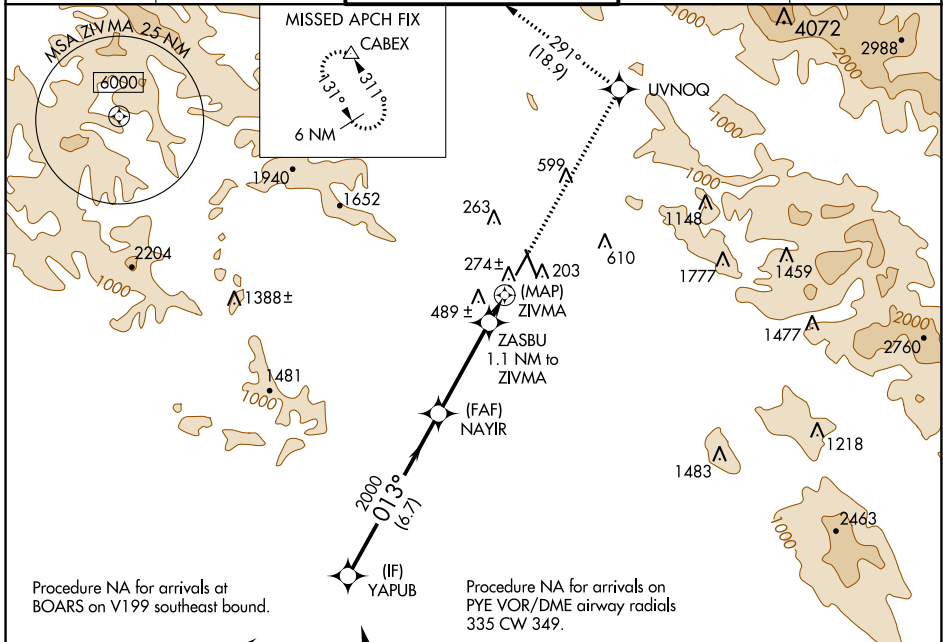 MSA ZIVMA 25 NM
6000
MISSED APCH FIX
CABEX
131°
311°
6 NM
291°
(18.9)
UVNOQ
1000
4072
2988
2000
1000
1940
1652
599
263
1000
1148
2204
1000
1388±
274±
203
610
1777
1459
(MAP)
ZIVMA
489±
ZASBU
1.1 NM to
ZIVMA
1477
2000
2760
1481
1000
(FAF)
NAYIR
1218
1483
2000
013°
(6.7)
2463
1000
(IF)
YAPUB
Procedure NA for arrivals at
BOARS on V199 southeast bound.
Procedure NA for arrivals on
PYE VOR/DME airway radials
335 CW 349.